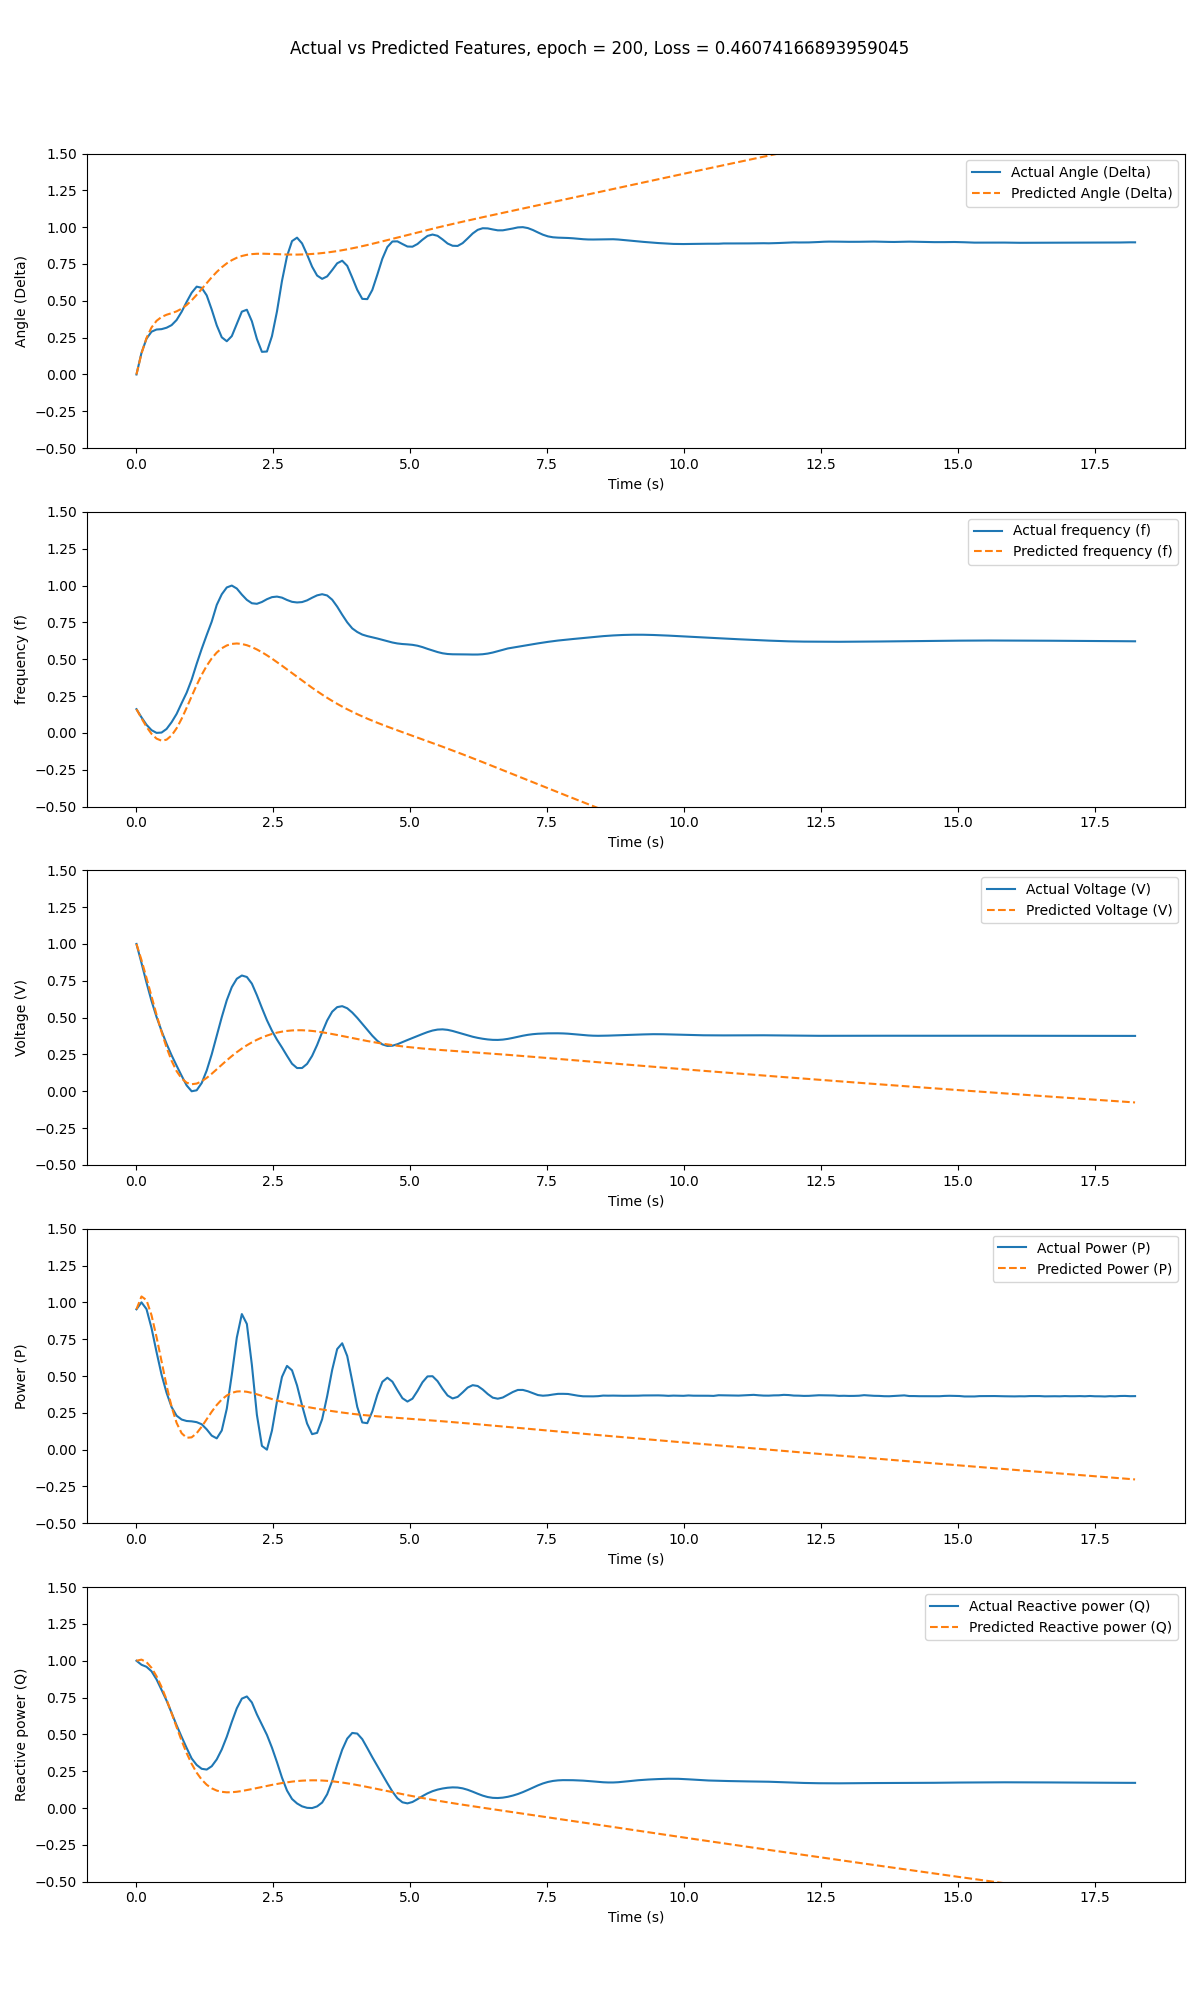 Actual vs Predicted Features, epoch = 200, Loss = 0.46074166893959045
1.50
1.25
1.00
0.75
0.50
0.25
0.00
−0.25
−0.50
Angle (Delta)
Actual Angle (Delta)
Predicted Angle (Delta)
0.0 2.5 5.0 7.5 10.0 12.5 15.0 17.5
Time (s)
1.50
1.25
1.00
0.75
0.50
0.25
0.00
−0.25
−0.50
frequency (f)
Actual frequency (f)
Predicted frequency (f)
0.0 2.5 5.0 7.5 10.0 12.5 15.0 17.5
Time (s)
1.50
1.25
1.00
0.75
0.50
0.25
0.00
−0.25
−0.50
Voltage (V)
Actual Voltage (V)
Predicted Voltage (V)
0.0 2.5 5.0 7.5 10.0 12.5 15.0 17.5
Time (s)
1.50
1.25
1.00
0.75
0.50
0.25
0.00
−0.25
−0.50
Power (P)
Actual Power (P)
Predicted Power (P)
0.0 2.5 5.0 7.5 10.0 12.5 15.0 17.5
Time (s)
1.50
1.25
1.00
0.75
0.50
0.25
0.00
−0.25
−0.50
Reactive power (Q)
Actual Reactive power (Q)
Predicted Reactive power (Q)
0.0 2.5 5.0 7.5 10.0 12.5 15.0 17.5
Time (s)